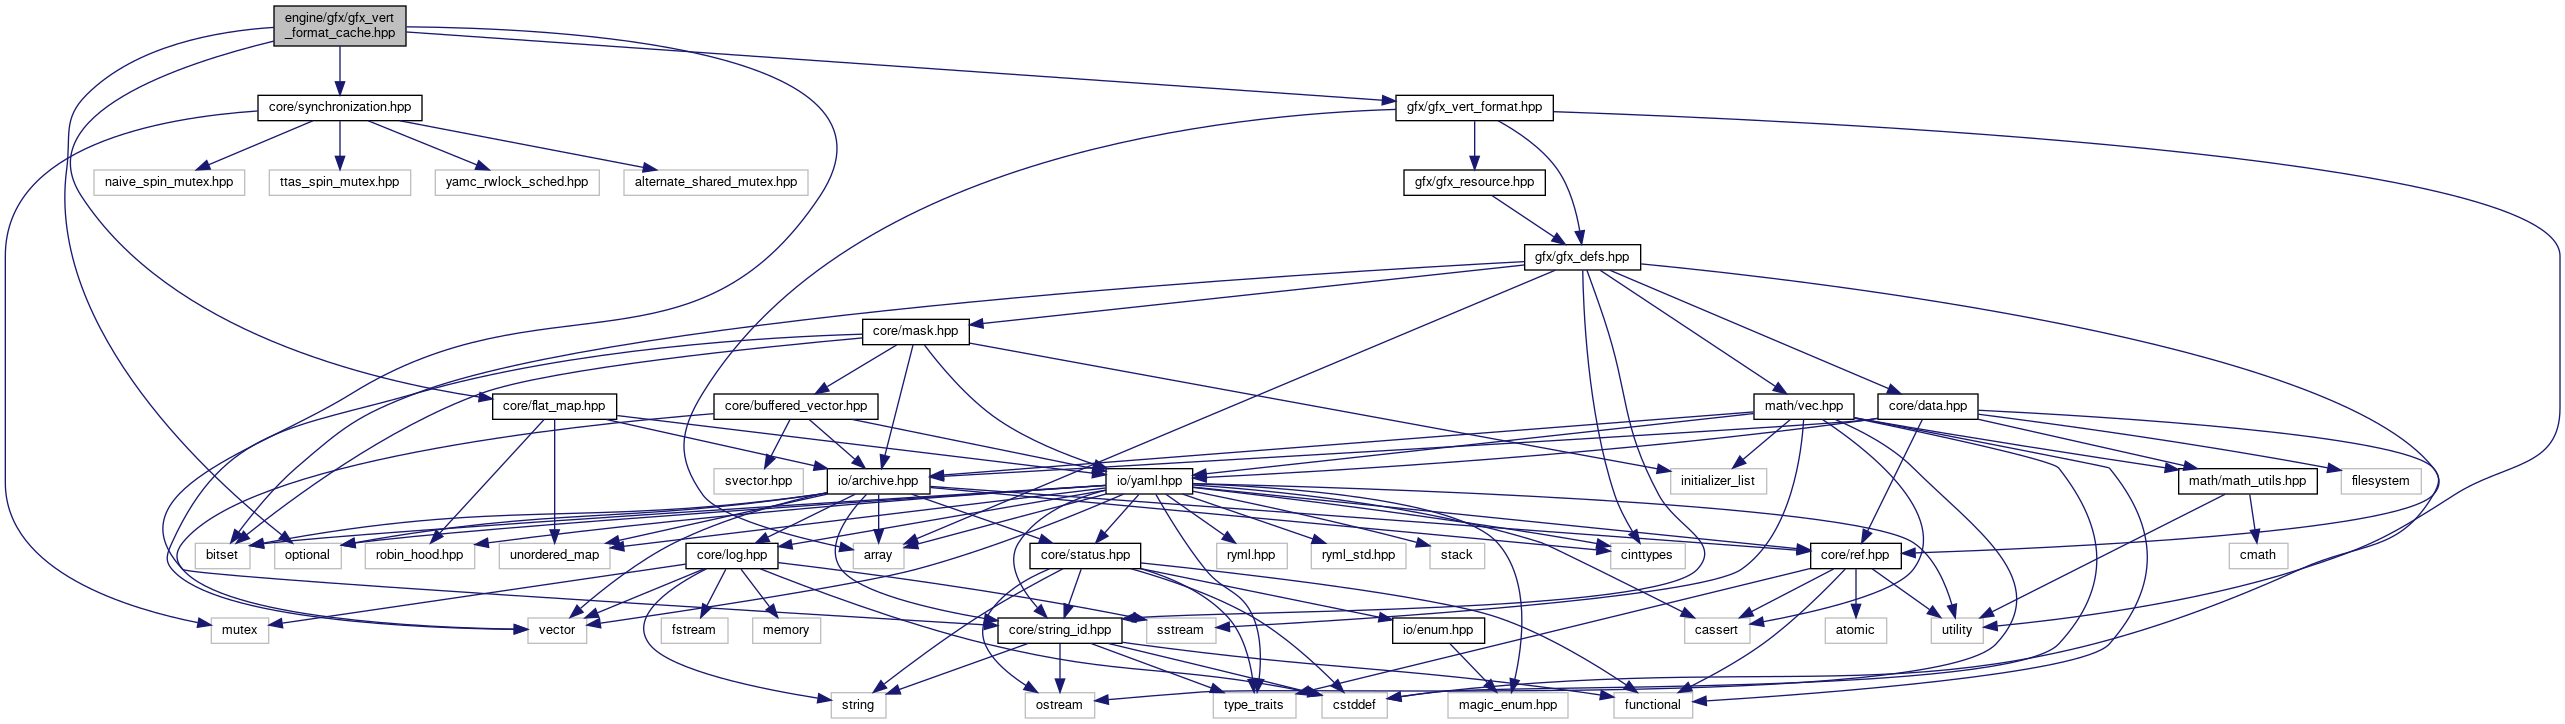 engine/gfx/gfx_vert
_format_cache.hpp
core/synchronization.hpp
gfx/gfx_vert_format.hpp
naive_spin_mutex.hpp
ttas_spin_mutex.hpp
yamc_rwlock_sched.hpp
alternate_shared_mutex.hpp
gfx/gfx_resource.hpp
gfx/gfx_defs.hpp
core/mask.hpp
core/flat_map.hpp
core/buffered_vector.hpp
math/vec.hpp
core/data.hpp
svector.hpp
io/archive.hpp
io/yaml.hpp
initializer_list
math/math_utils.hpp
filesystem
bitset
optional
robin_hood.hpp
unordered_map
core/log.hpp
array
core/status.hpp
ryml.hpp
ryml_std.hpp
stack
cinttypes
core/ref.hpp
cmath
mutex
vector
fstream
memory
core/string_id.hpp
sstream
io/enum.hpp
cassert
atomic
utility
string
ostream
type_traits
cstddef
magic_enum.hpp
functional